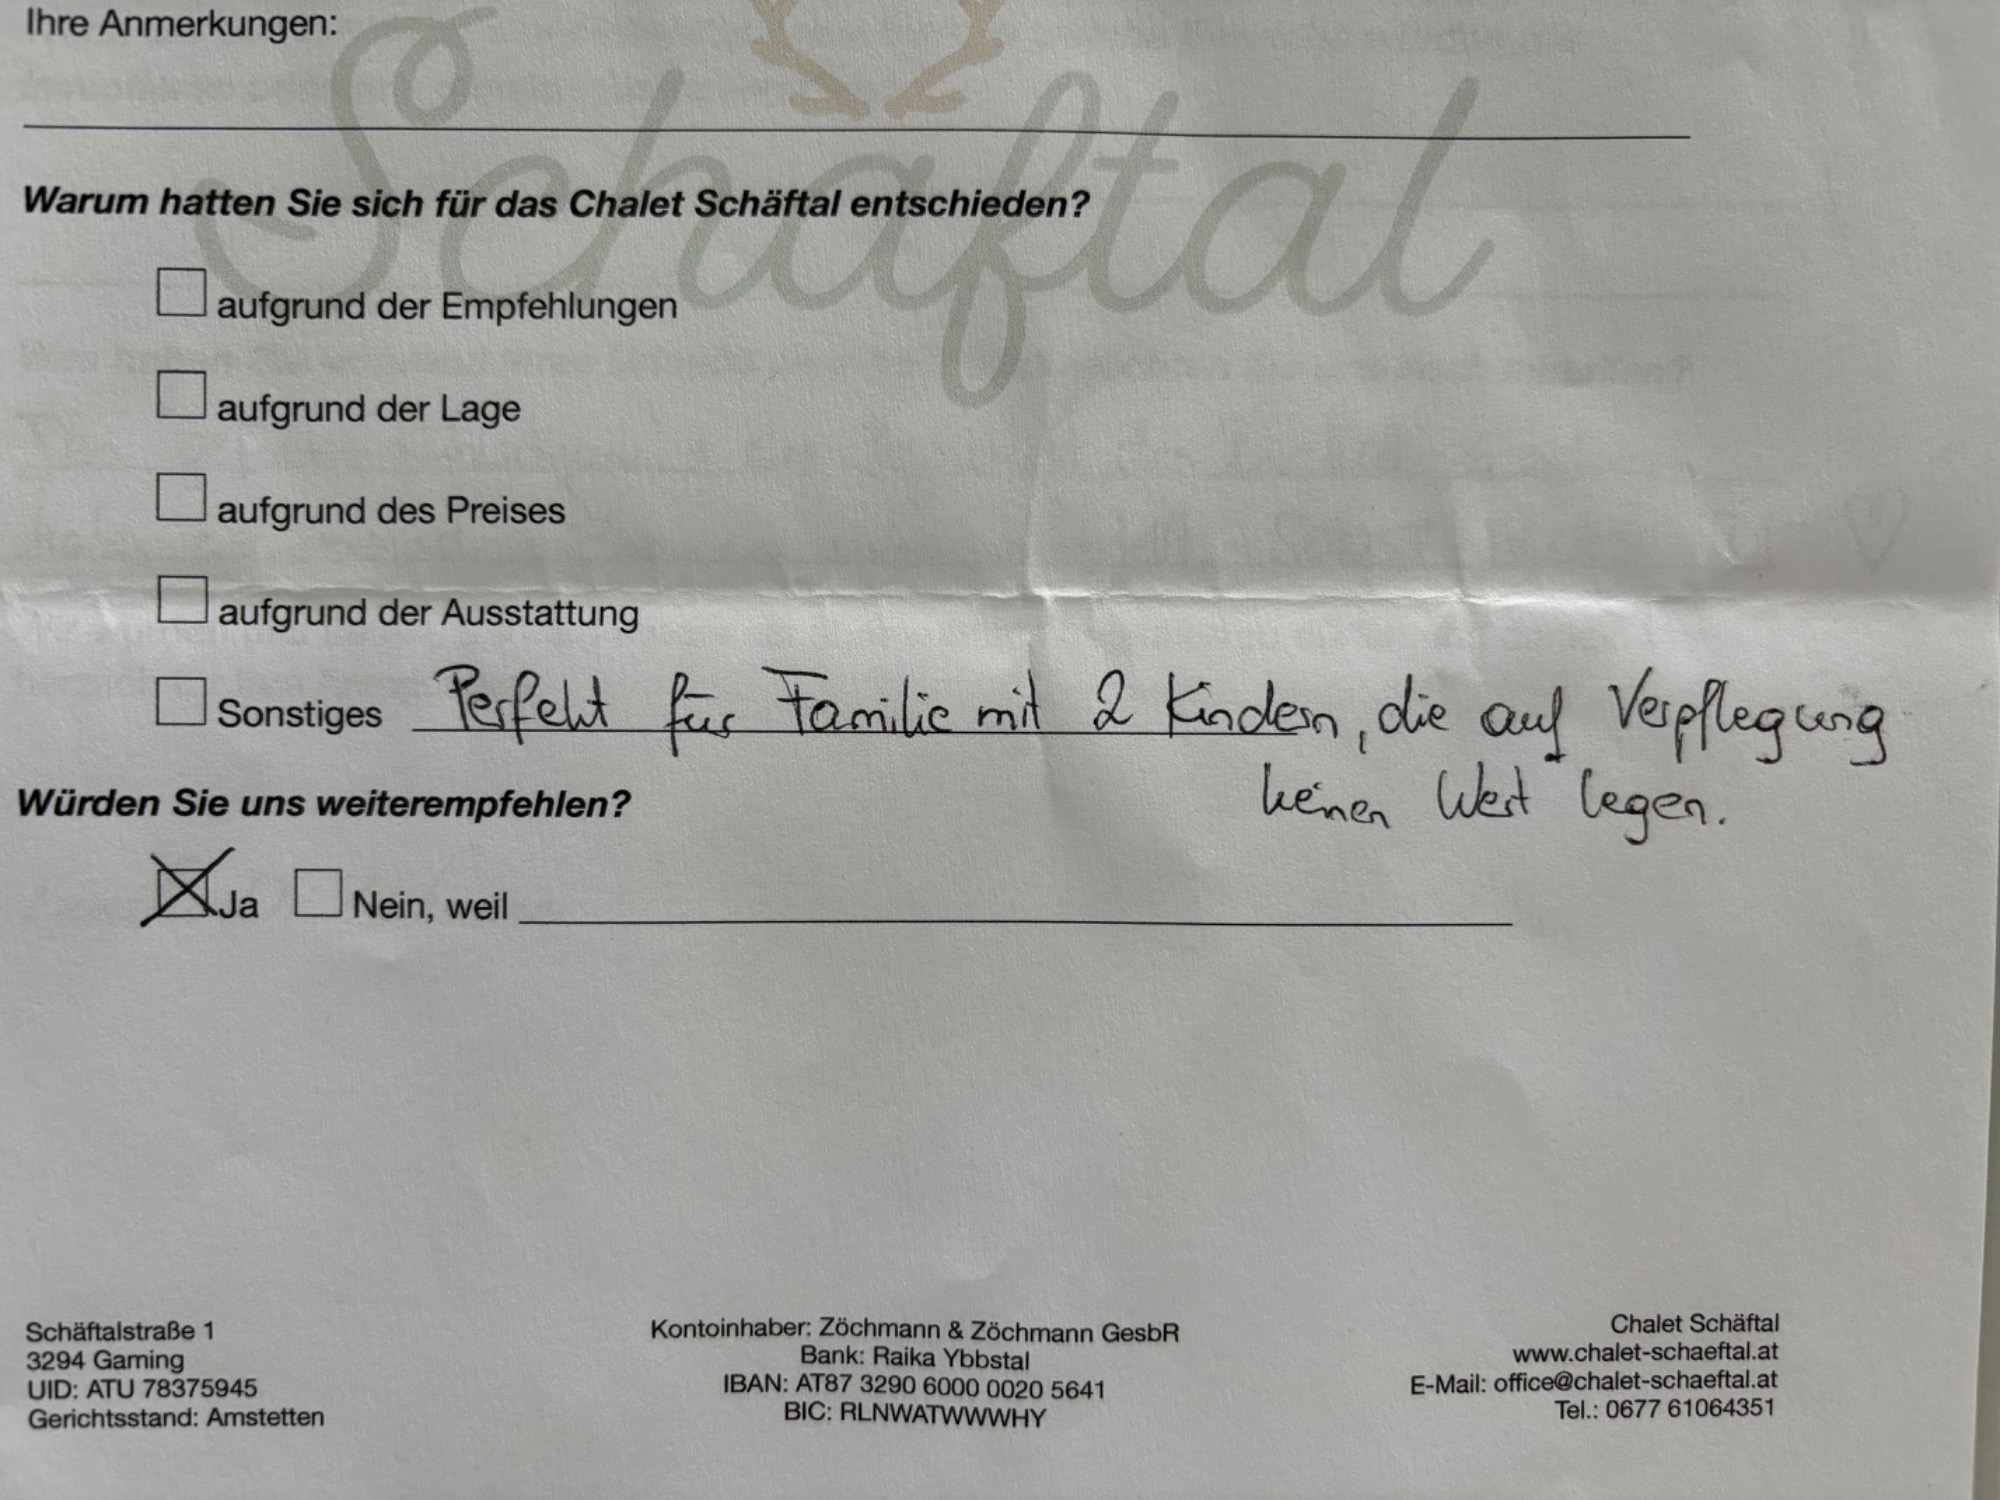 Ihre Anmerkungen:
Schäftal
Warum hatten Sie sich für das Chalet Schäftal entschieden?
aufgrund der Empfehlungen
aufgrund der Lage
aufgrund des Preises
aufgrund der Ausstattung
Sonstiges Perfekt für Familie mit 2 Kindern, die auf Verpflegung
keinen Wert legen.
Würden Sie uns weiterempfehlen?
Ja Nein, weil
Schäftalstraße 1
3294 Gaming
UID: ATU 78375945
Gerichtsstand: Amstetten
Kontoinhaber: Zöchmann & Zöchmann GesbR
Bank: Raika Ybbstal
IBAN: AT87 3290 6000 0020 5641
BIC: RLNWATWWWHY
Chalet Schäftal
www.chalet-schaeftal.at
E-Mail: office@chalet-schaeftal.at
Tel.: 0677 61064351